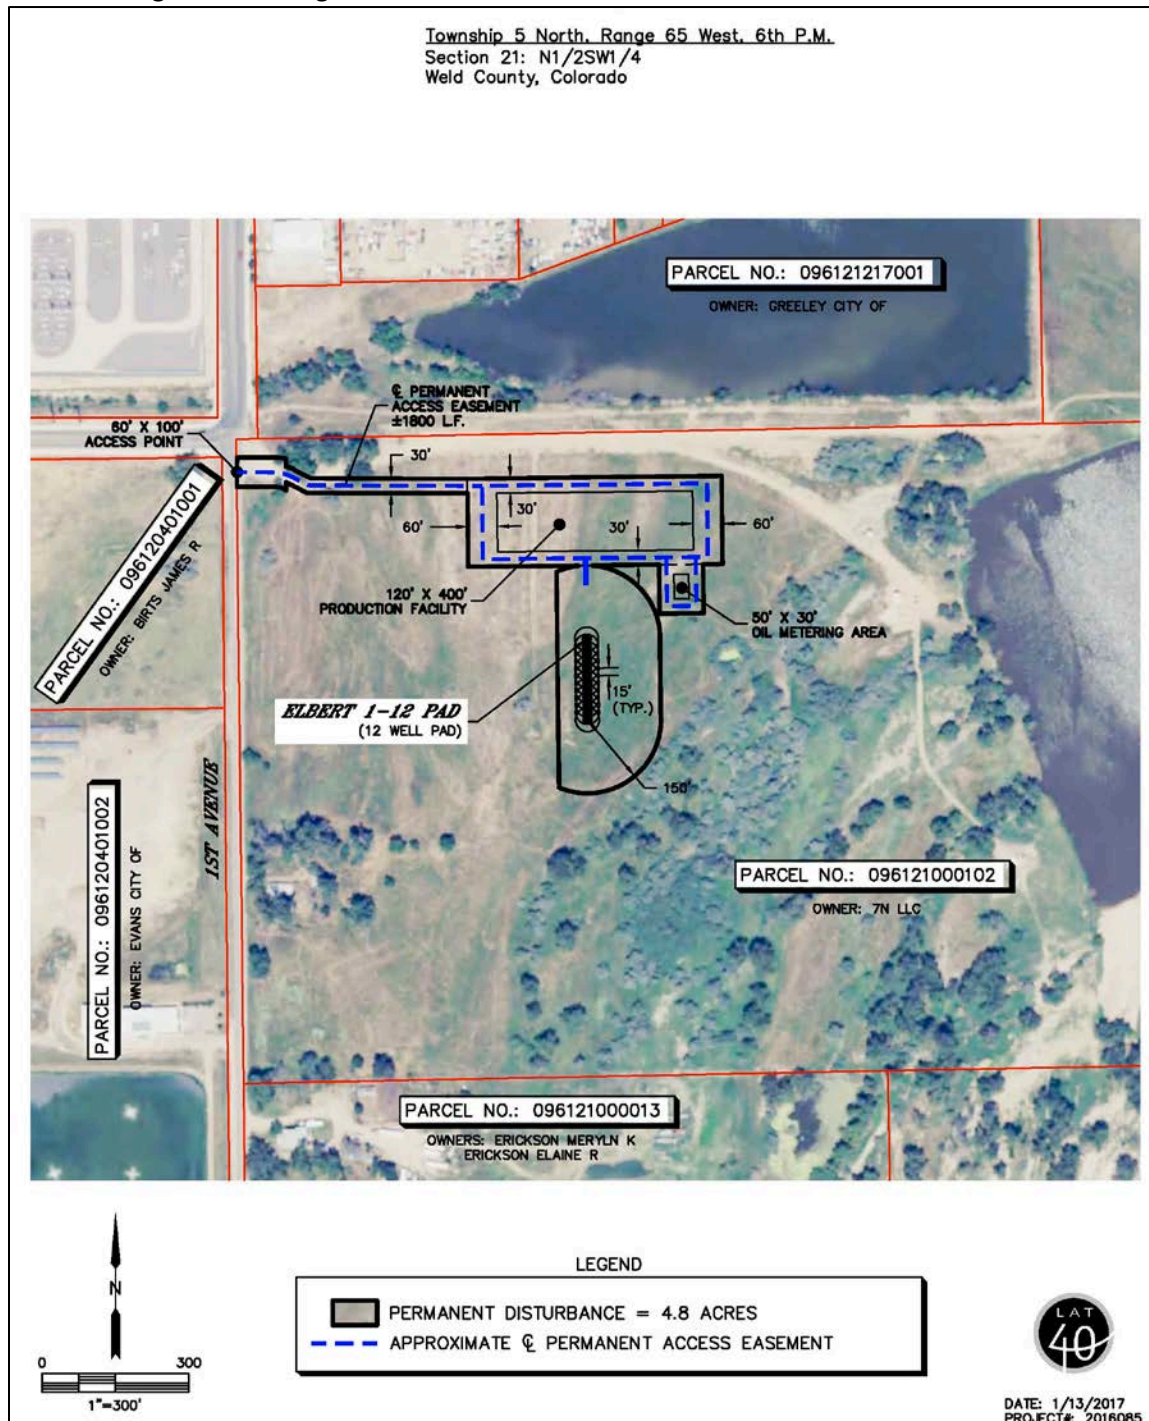 Township 5 North, Range 65 West, 6th P.M.
Section 21: N1/2SW1/4
Weld County, Colorado
PARCEL NO.: 096121217001
OWNER: GREELEY CITY OF
℄ PERMANENT
ACCESS EASEMENT
±1800 L.F.
60' X 100'
ACCESS POINT
30'
30'
60'
30'
60'
PARCEL NO.: 096120401001
OWNER: BIRTS JAMES R
120' X 400'
PRODUCTION FACILITY
50' X 30'
OIL METERING AREA
ELBERT 1-12 PAD
(12 WELL PAD)
15'
(TYP.)
150'
1ST AVENUE
PARCEL NO.: 096120401002
OWNER: EVANS CITY OF
PARCEL NO.: 096121000102
OWNER: 7N LLC
PARCEL NO.: 096121000013
OWNERS: ERICKSON MERYLN K
ERICKSON ELAINE R
N
0 300
1"=300'
LEGEND
PERMANENT DISTURBANCE = 4.8 ACRES
APPROXIMATE ℄ PERMANENT ACCESS EASEMENT
LAT
40
DATE: 1/13/2017
PROJECT#: 2016085